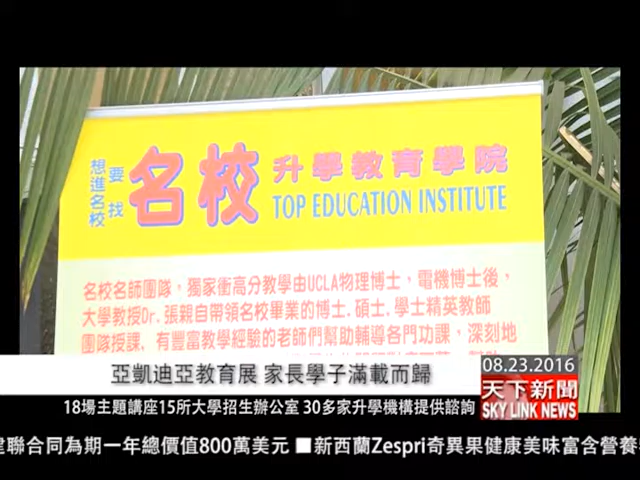 想進名校
要找
名校升學教育學院
TOP EDUCATION INSTITUTE
名校名師團隊，獨家衝高分教學由UCLA物理博士，電機博士後，
大學教授Dr. 張親自帶領名校畢業的博士.碩士.學士精英教師
團隊授課. 有豐富教學經驗的老師們幫助輔導各門功課，深刻地
亞凱迪亞教育展 家長學子滿載而歸
08.23.2016
天下新聞
SKY LINK NEWS
18場主題講座15所大學招生辦公室 30多家升學機構提供諮詢
建聯合同為期一年總價值800萬美元 ■新西蘭Zespri奇異果健康美味富含營養